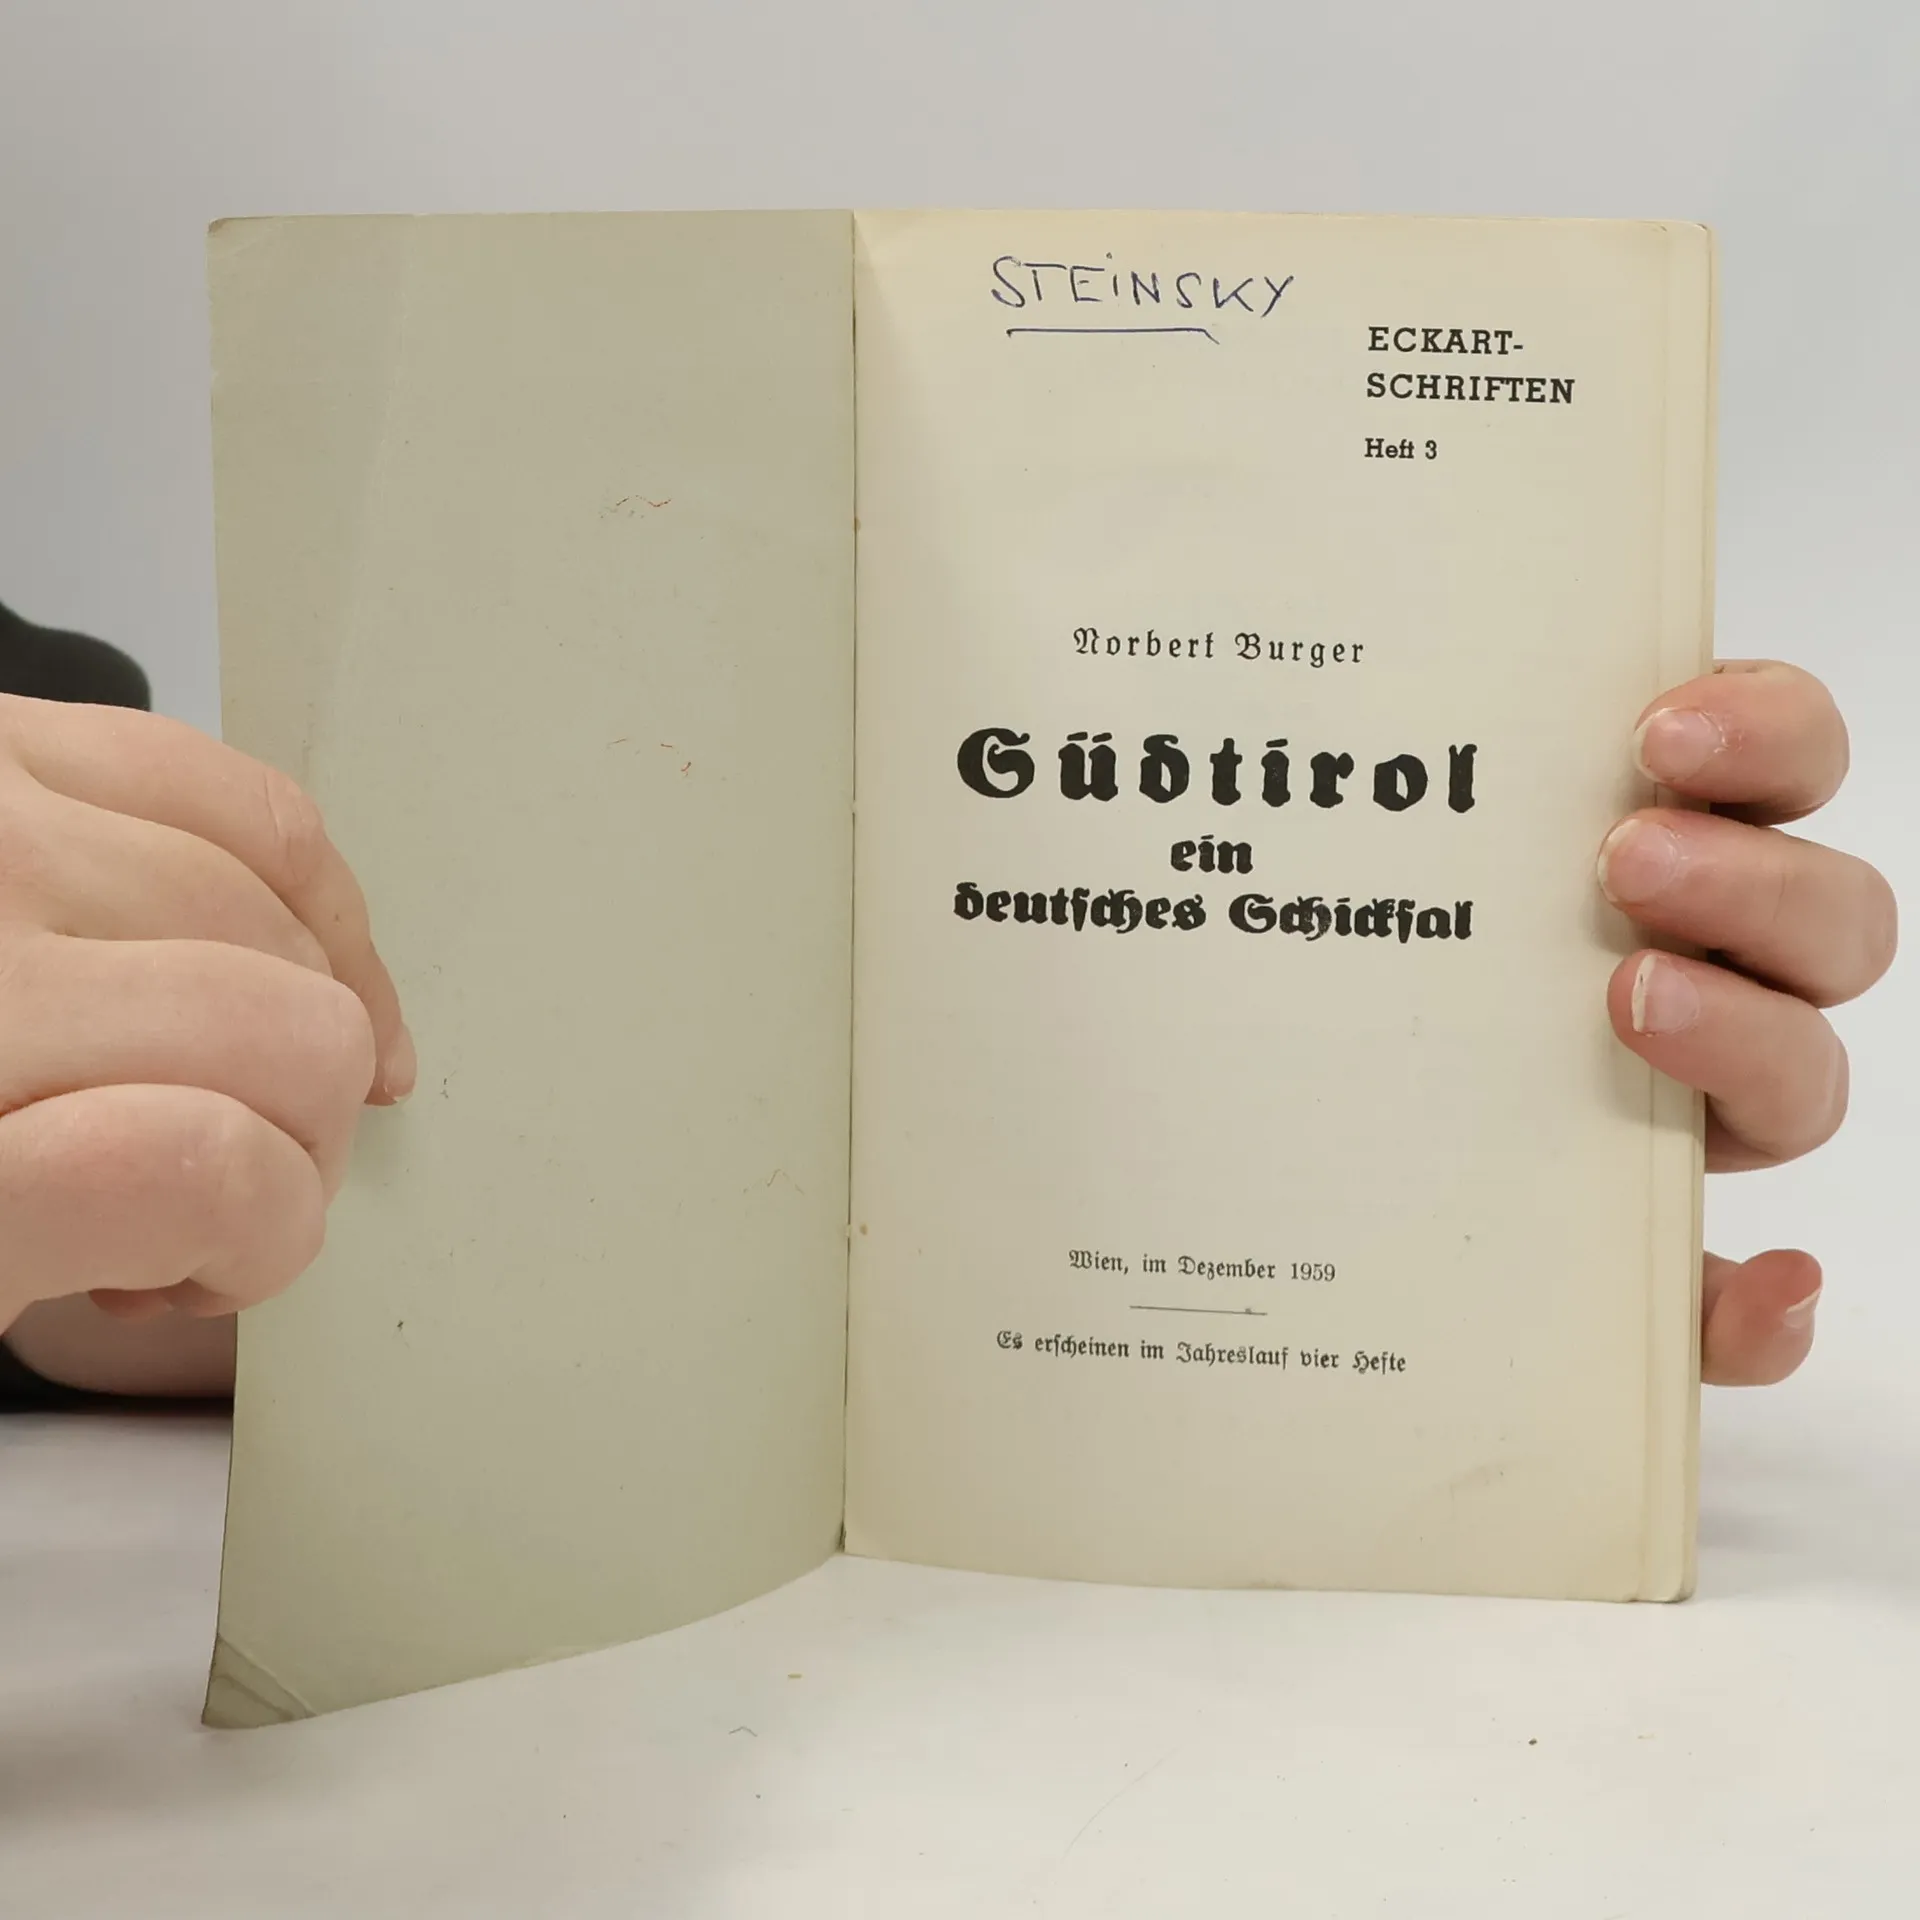 STEINSKY
ECKART-
SCHRIFTEN
Heft 3
Norbert Burger
Südtirol
ein
deutsches Schicksal
Wien, im Dezember 1959
Es erscheinen im Jahreslauf vier Hefte